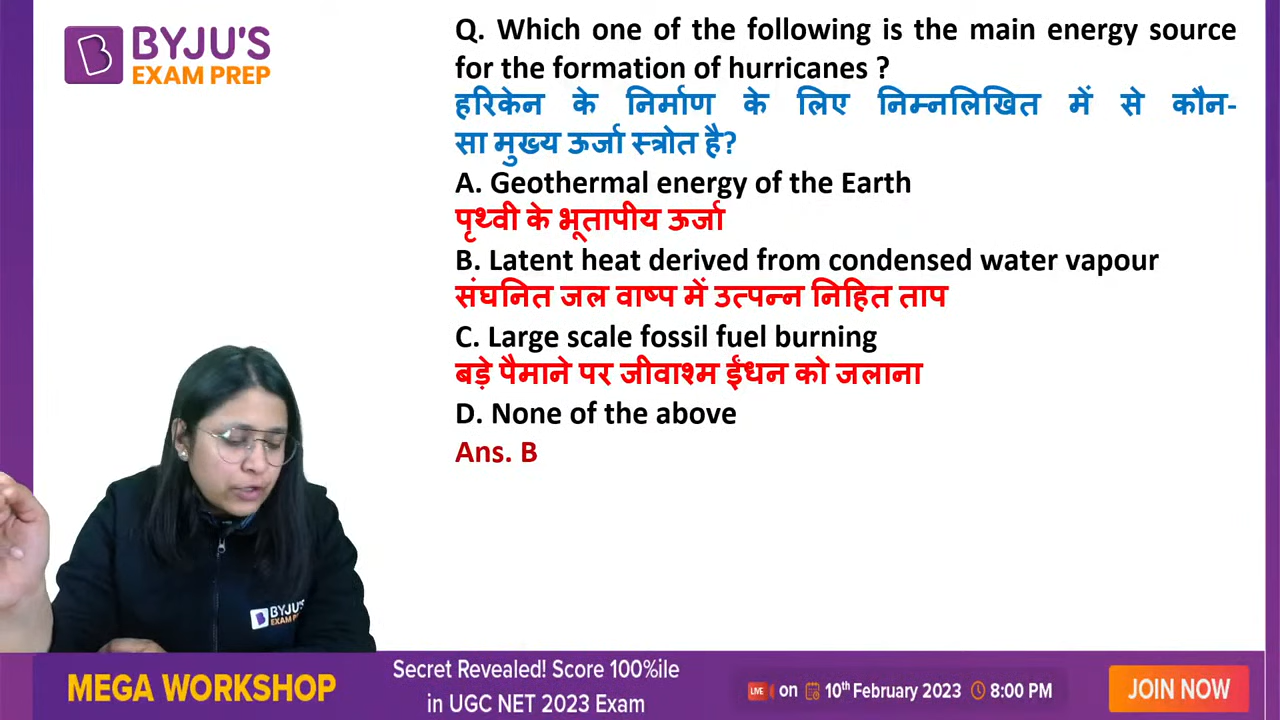 BYJU'S
EXAM PREP
Q. Which one of the following is the main energy source
for the formation of hurricanes ?
हरिकेन के निर्माण के लिए निम्नलिखित में से कौन-
सा मुख्य ऊर्जा स्त्रोत है?
A. Geothermal energy of the Earth
पृथ्वी के भूतापीय ऊर्जा
B. Latent heat derived from condensed water vapour
संघनित जल वाष्प में उत्पन्न निहित ताप
C. Large scale fossil fuel burning
बड़े पैमाने पर जीवाश्म ईंधन को जलाना
D. None of the above
Ans. B
BYJU'S
EXAM PR
MEGA WORKSHOP
Secret Revealed! Score 100%ile
in UGC NET 2023 Exam
LIVE on 10th February 2023 8:00 PM
JOIN NOW